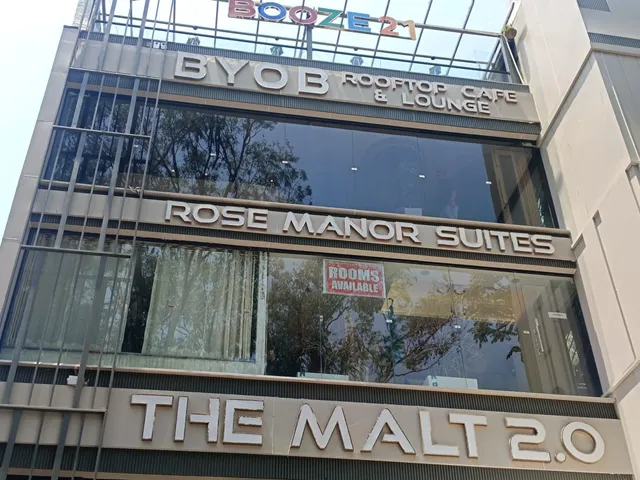 BOOZE21
BYOB ROOFTOP CAFE
& LOUNGE
ROSE MANOR SUITES
ROOMS
AVAILABLE
THE MALT 2.0